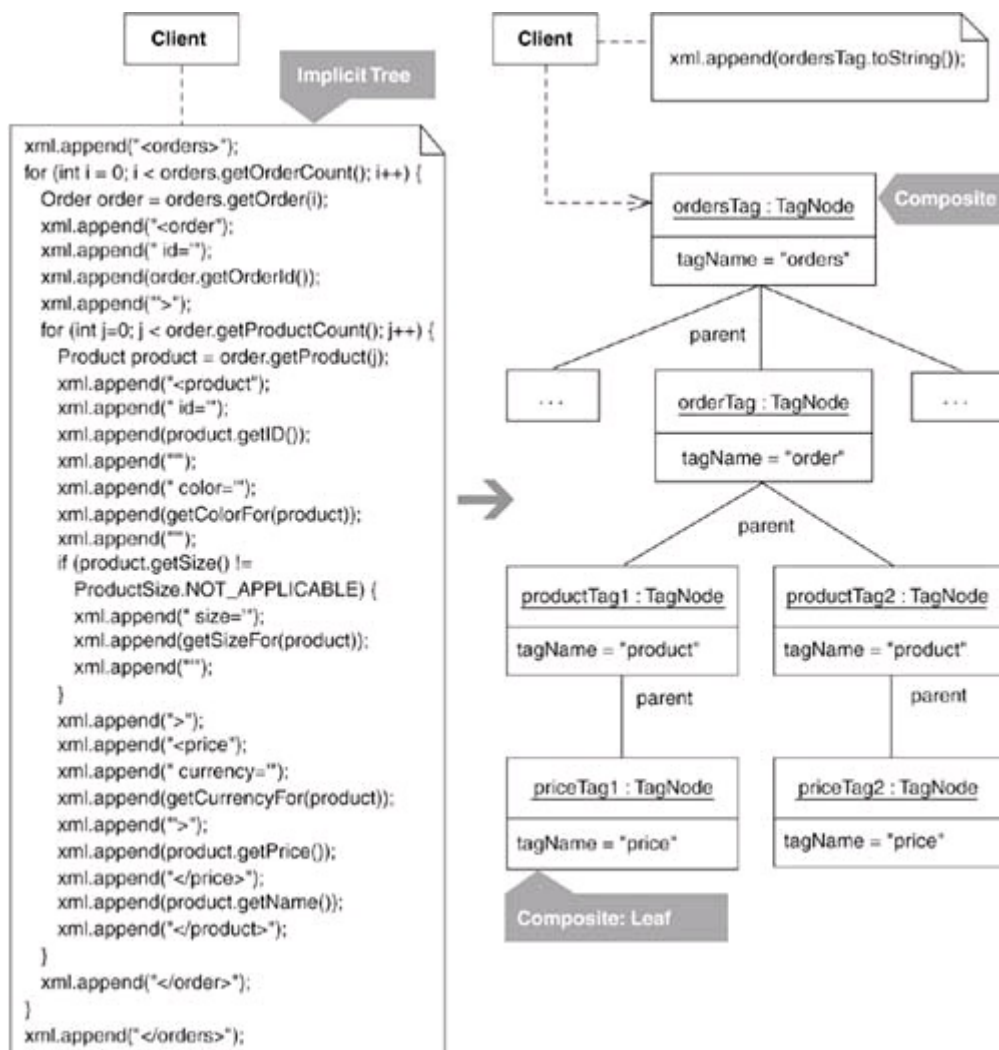 Client
Implicit Tree
xml.append("<orders>");
for (int i = 0; i < orders.getOrderCount(); i++) {
Order order = orders.getOrder(i);
xml.append("<order");
xml.append(" id='");
xml.append(order.getOrderId());
xml.append("'>");
for (int j=0; j < order.getProductCount(); j++) {
Product product = order.getProduct(j);
xml.append("<product");
xml.append(" id='");
xml.append(product.getID());
xml.append("'");
xml.append(" color='");
xml.append(getColorFor(product));
xml.append("'");
if (product.getSize() !=
ProductSize.NOT_APPLICABLE) {
xml.append(" size='");
xml.append(getSizeFor(product));
xml.append("'");
}
xml.append(">");
xml.append("<price");
xml.append(" currency='");
xml.append(getCurrencyFor(product));
xml.append("'>");
xml.append(product.getPrice());
xml.append("</price>");
xml.append(product.getName());
xml.append("</product>");
}
xml.append("</order>");
}
xml.append("</orders>");
Client
xml.append(ordersTag.toString());
ordersTag : TagNode
Composite
tagName = "orders"
parent
. . .
orderTag : TagNode
. . .
tagName = "order"
parent
productTag1 : TagNode
productTag2 : TagNode
tagName = "product"
tagName = "product"
parent
parent
priceTag1 : TagNode
priceTag2 : TagNode
tagName = "price"
tagName = "price"
Composite: Leaf